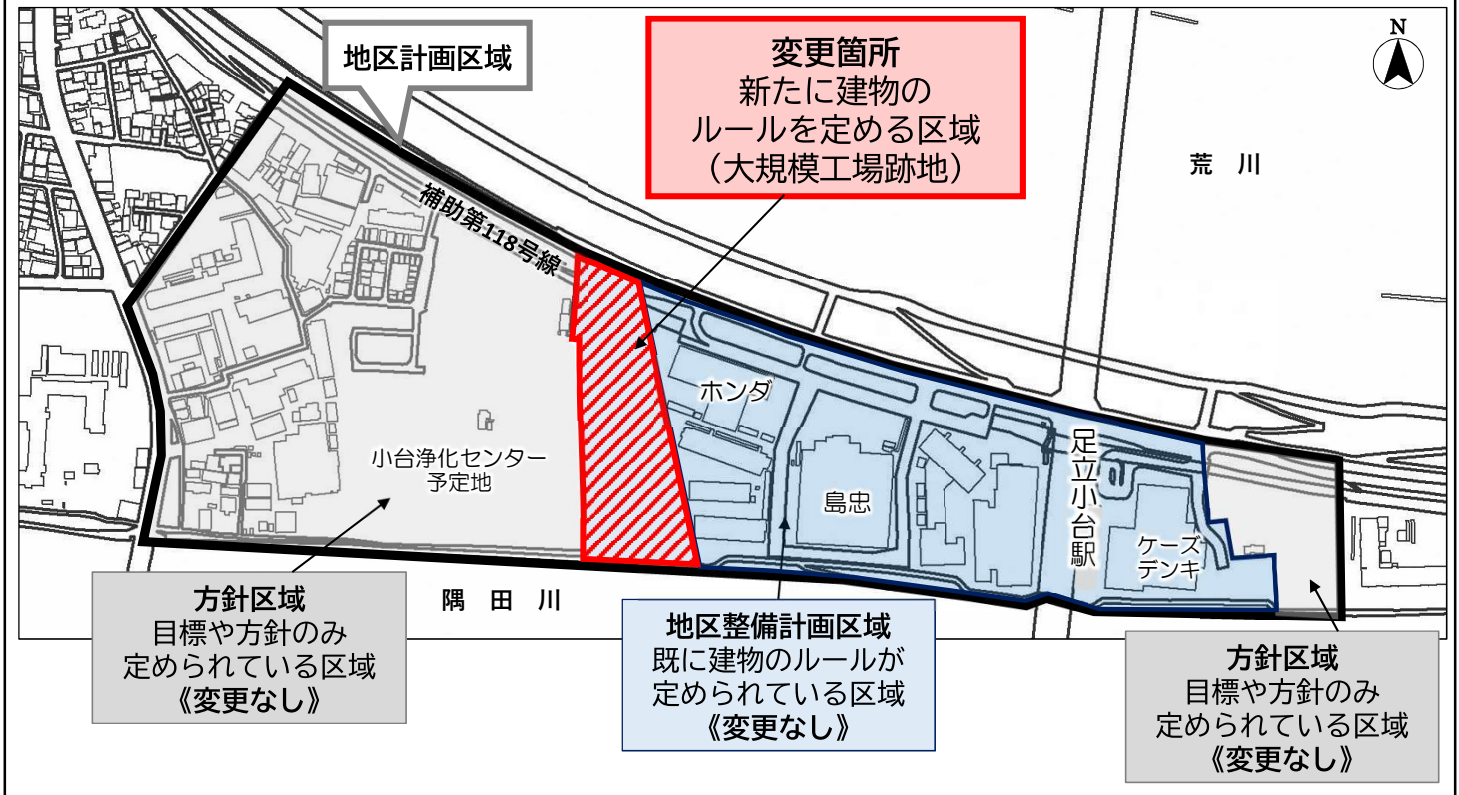 地区計画区域
変更箇所
新たに建物の
ルールを定める区域
（大規模工場跡地）
N
荒　川
補助第118号線
ホンダ
島忠
足立小台駅
ケーズ
デンキ
小台浄化センター
予定地
隅　田　川
方針区域
目標や方針のみ
定められている区域
《変更なし》
地区整備計画区域
既に建物のルールが
定められている区域
《変更なし》
方針区域
目標や方針のみ
定められている区域
《変更なし》